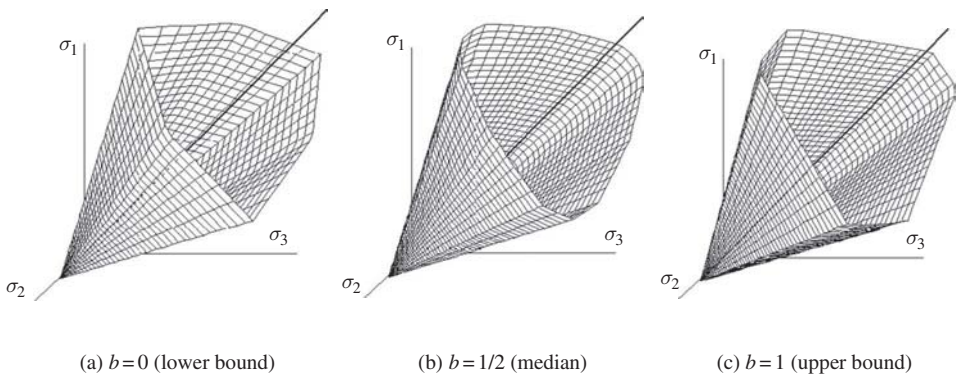 σ1
σ3
σ2
σ1
σ3
σ2
σ1
σ3
σ2
(a) b=0 (lower bound)
(b) b=1/2 (median)
(c) b=1 (upper bound)